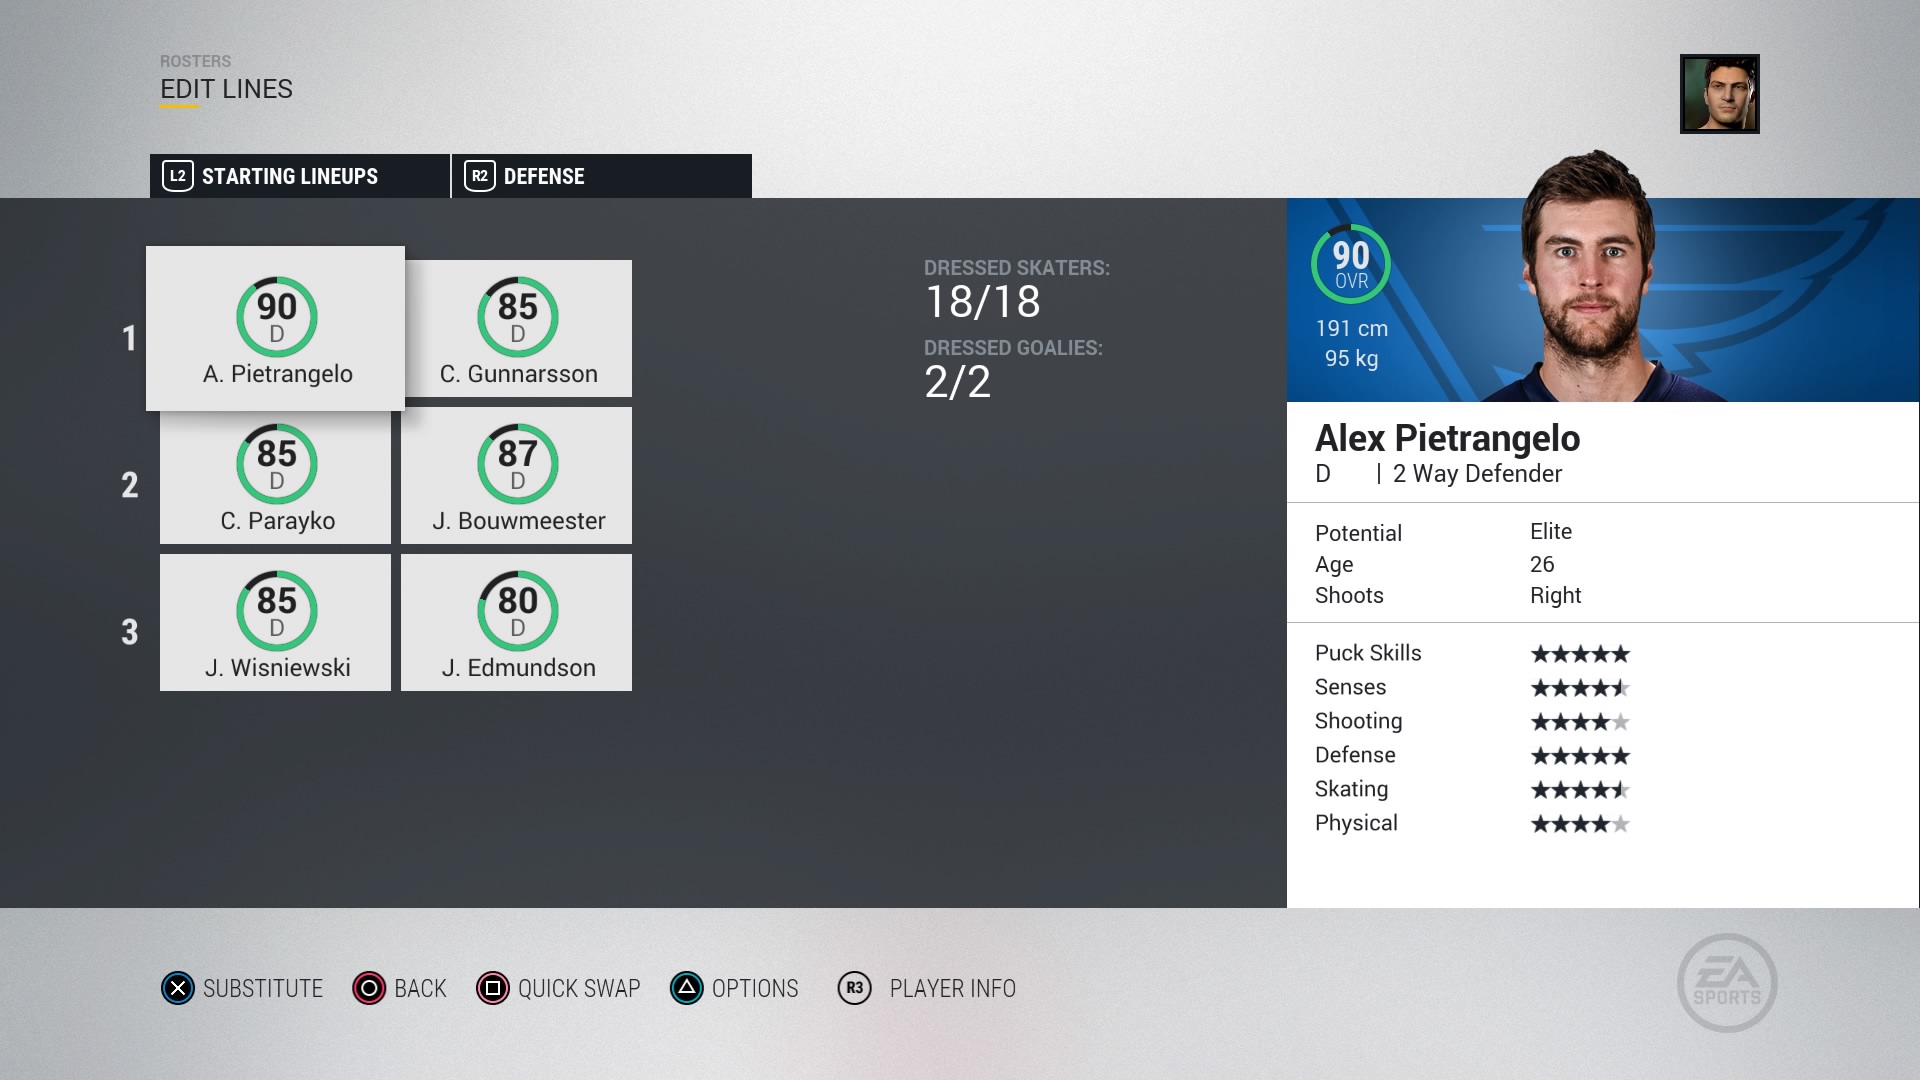 ROSTERS
EDIT LINES
L2 STARTING LINEUPS
R2 DEFENSE
1
90
D
A. Pietrangelo
85
D
C. Gunnarsson
2
85
D
C. Parayko
87
D
J. Bouwmeester
3
85
D
J. Wisniewski
80
D
J. Edmundson
DRESSED SKATERS:
18/18
DRESSED GOALIES:
2/2
90
OVR
191 cm
95 kg
Alex Pietrangelo
D | 2 Way Defender
Potential Elite
Age 26
Shoots Right
Puck Skills ★★★★★
Senses
Shooting
Defense
Skating
Physical
SUBSTITUTE BACK QUICK SWAP OPTIONS R3 PLAYER INFO
EA
SPORTS